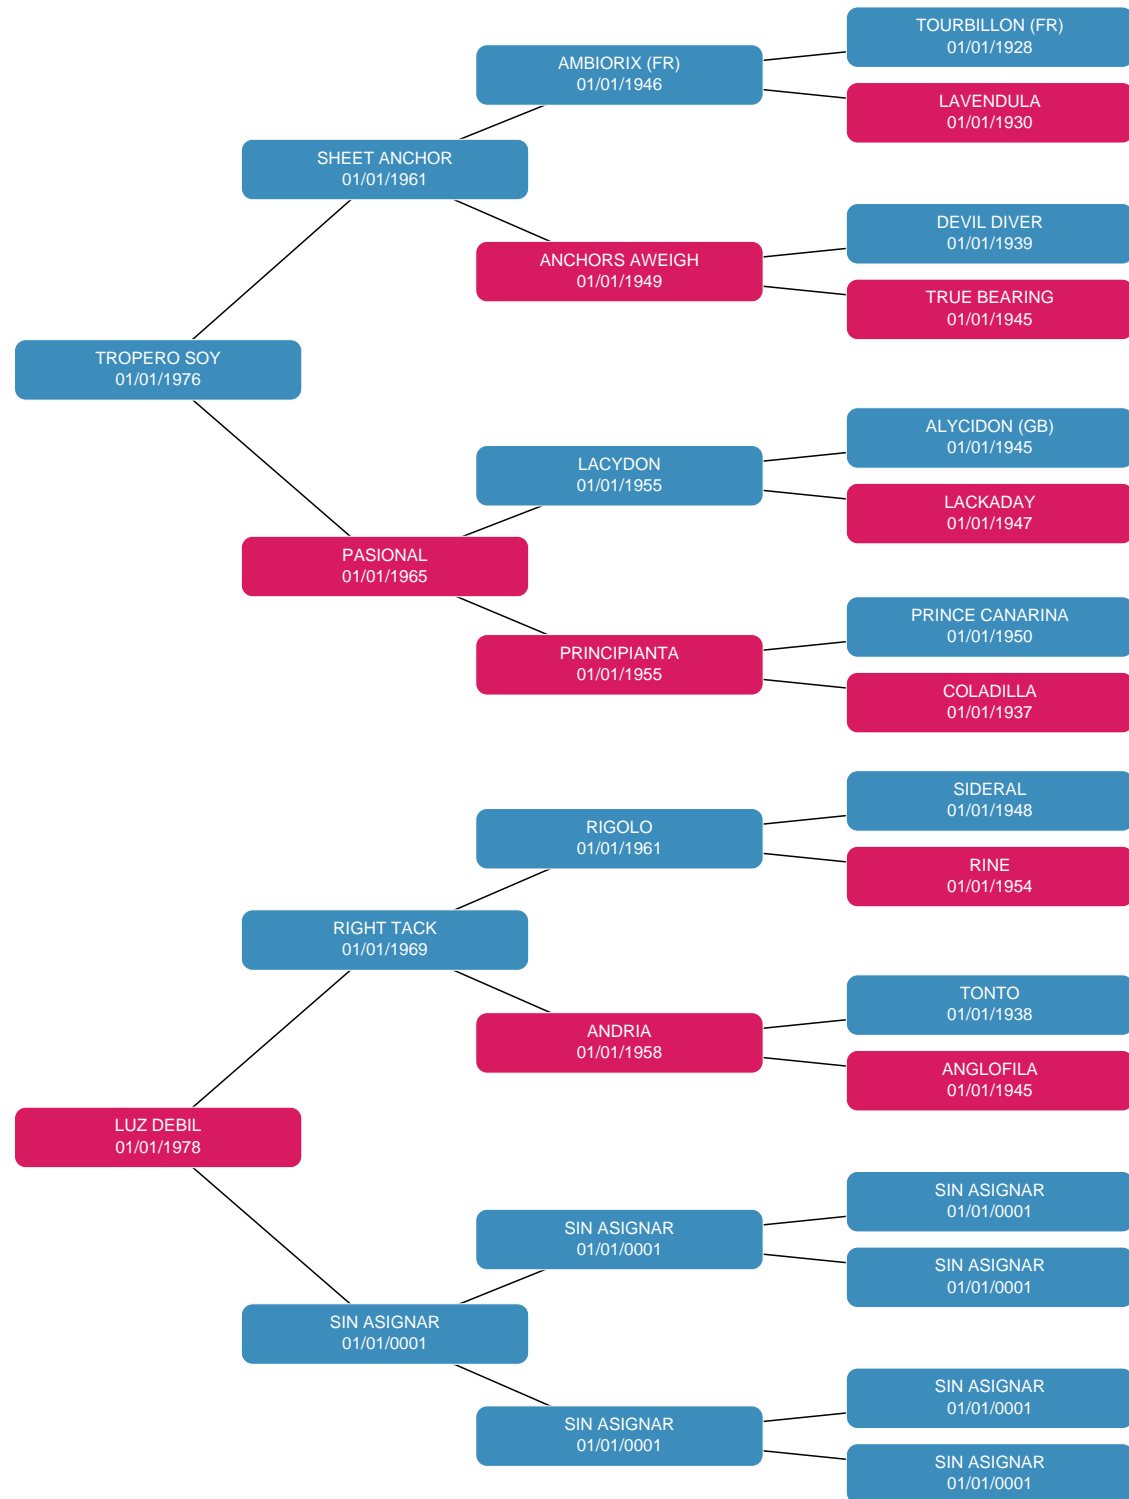 TOURBILLON (FR)
01/01/1928
AMBIORIX (FR)
01/01/1946
LAVENDULA
01/01/1930
SHEET ANCHOR
01/01/1961
DEVIL DIVER
01/01/1939
ANCHORS AWEIGH
01/01/1949
TRUE BEARING
01/01/1945
TROPERO SOY
01/01/1976
ALYCIDON (GB)
01/01/1945
LACYDON
01/01/1955
LACKADAY
01/01/1947
PASIONAL
01/01/1965
PRINCE CANARINA
01/01/1950
PRINCIPIANTA
01/01/1955
COLADILLA
01/01/1937
SIDERAL
01/01/1948
RIGOLO
01/01/1961
RINE
01/01/1954
RIGHT TACK
01/01/1969
TONTO
01/01/1938
ANDRIA
01/01/1958
ANGLOFILA
01/01/1945
LUZ DEBIL
01/01/1978
SIN ASIGNAR
01/01/0001
SIN ASIGNAR
01/01/0001
SIN ASIGNAR
01/01/0001
SIN ASIGNAR
01/01/0001
SIN ASIGNAR
01/01/0001
SIN ASIGNAR
01/01/0001
SIN ASIGNAR
01/01/0001